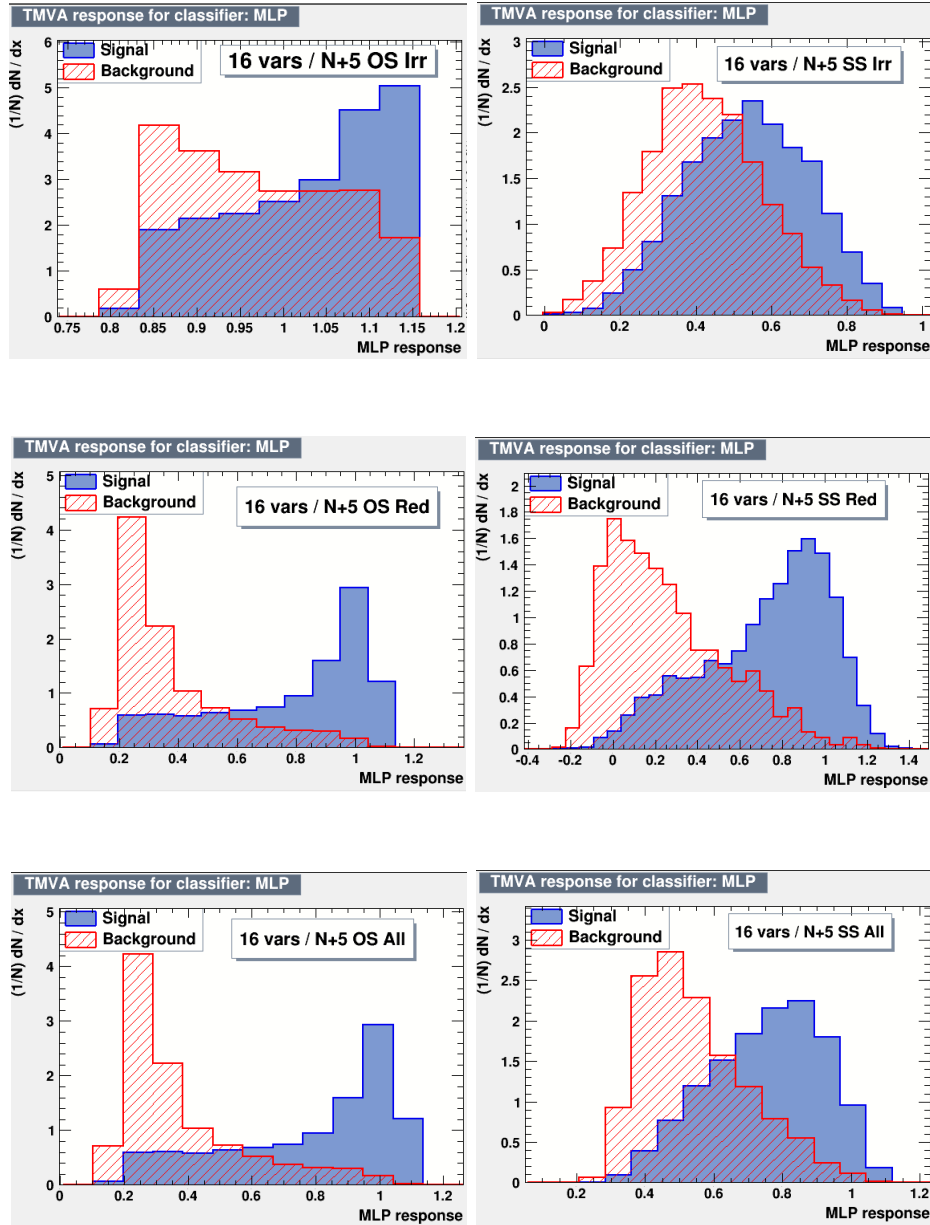 TMVA response for classifier: MLP
(1/N) dN / dx
Signal
Background
16 vars / N+5 OS Irr
6
5
4
3
2
1
0
0.75 0.8 0.85 0.9 0.95 1 1.05 1.1 1.15 1.2
MLP response
TMVA response for classifier: MLP
(1/N) dN / dx
Signal
Background
16 vars / N+5 SS Irr
3
2.5
2
1.5
1
0.5
0
0 0.2 0.4 0.6 0.8 1
MLP response
TMVA response for classifier: MLP
(1/N) dN / dx
Signal
Background
16 vars / N+5 OS Red
5
4
3
2
1
0
0 0.2 0.4 0.6 0.8 1 1.2
MLP response
TMVA response for classifier: MLP
(1/N) dN / dx
Signal
Background
16 vars / N+5 SS Red
2
1.8
1.6
1.4
1.2
1
0.8
0.6
0.4
0.2
0
-0.4 -0.2 0 0.2 0.4 0.6 0.8 1 1.2 1.4
MLP response
TMVA response for classifier: MLP
(1/N) dN / dx
Signal
Background
16 vars / N+5 OS All
5
4
3
2
1
0
0 0.2 0.4 0.6 0.8 1 1.2
MLP response
TMVA response for classifier: MLP
(1/N) dN / dx
Signal
Background
16 vars / N+5 SS All
3
2.5
2
1.5
1
0.5
0
0.2 0.4 0.6 0.8 1 1.2
MLP response